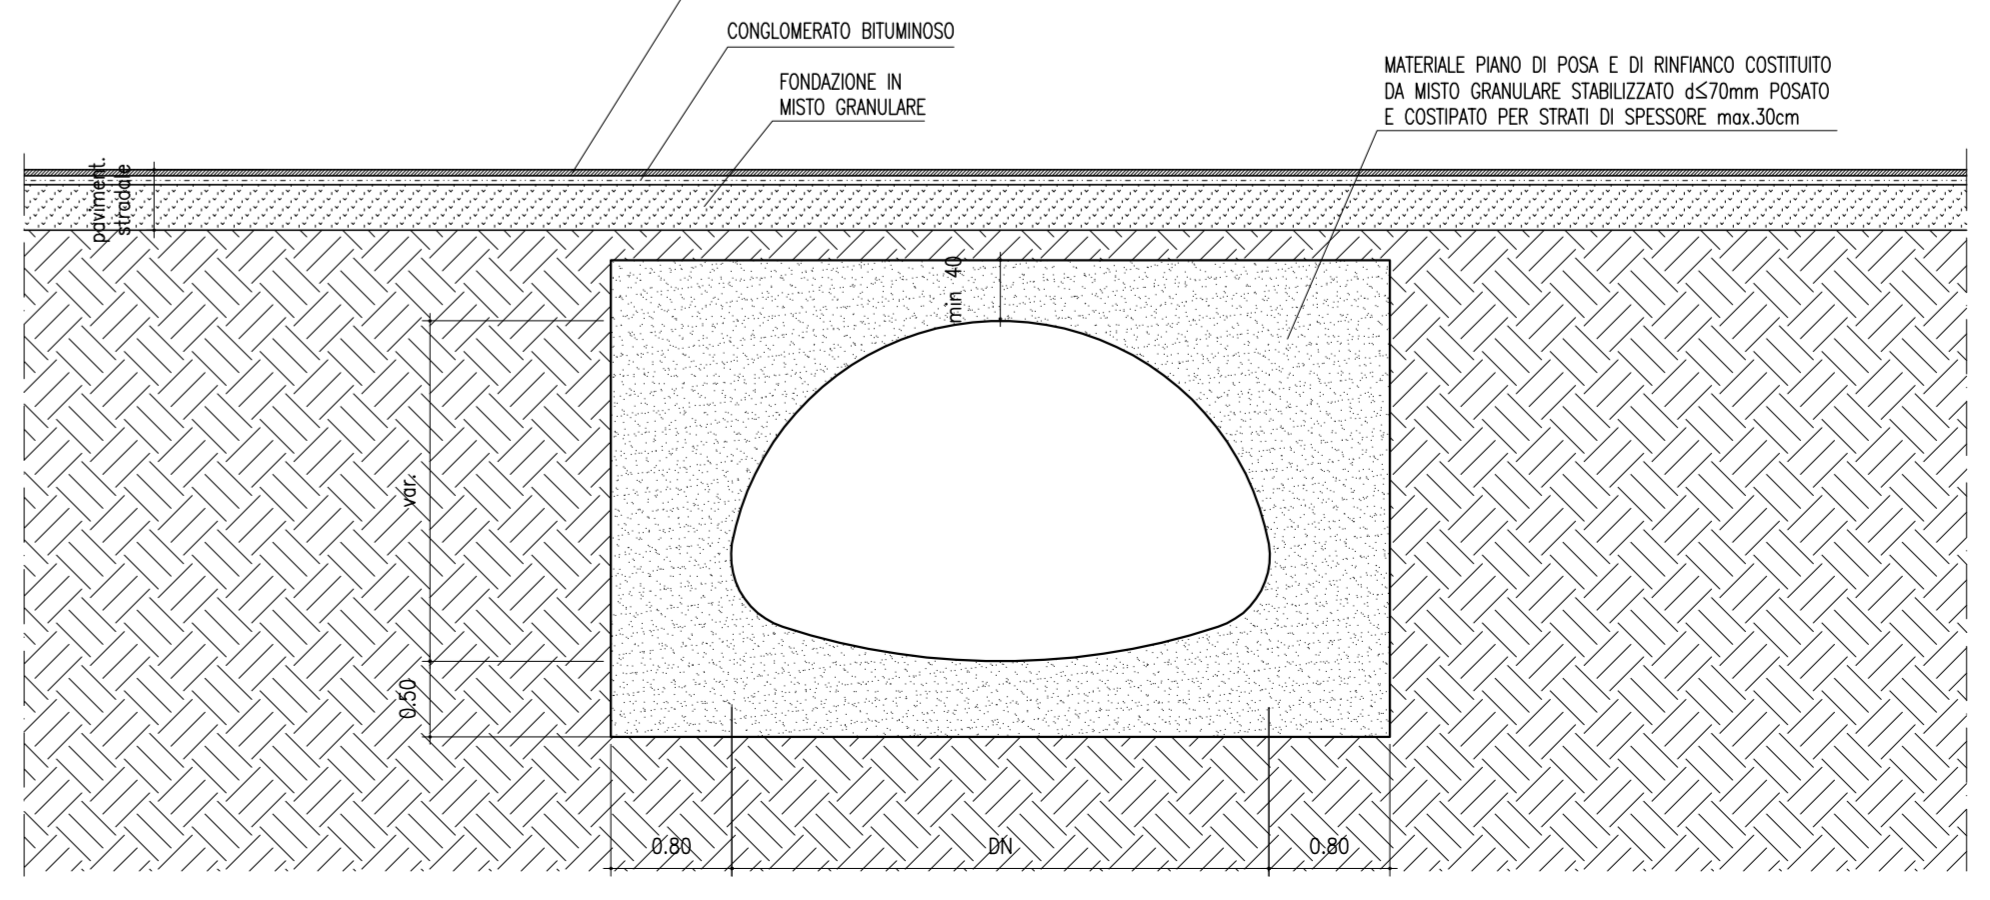 CONGLOMERATO BITUMINOSO
FONDAZIONE IN
MISTO GRANULARE
MATERIALE PIANO DI POSA E DI RINFIANCO COSTITUITO
DA MISTO GRANULARE STABILIZZATO d≤70mm POSATO
E COSTIPATO PER STRATI DI SPESSORE max.30cm
paviment.
stradale
min 40
var.
0.50
0.80
DN
0.80